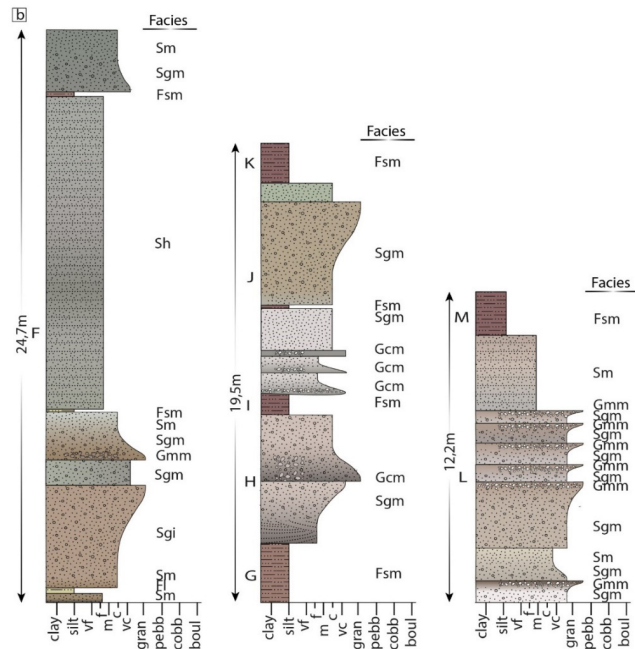 b
Facies
Sm
Sgm
Fsm
Sh
Fsm
Sm
Sgm
Gmm
Sgm
Sgi
Sm
Fl
Sm
24,7m
F
clay
silt
vf
f
m
c
vc
gran
pebb
cobb
boul
Facies
K
Fsm
Sgm
J
Fsm
Sgm
Gcm
Gcm
Gcm
Fsm
I
H
Gcm
Sgm
G
Fsm
19,5m
clay
silt
vf
f
m
c
vc
gran
pebb
cobb
boul
Facies
M
Fsm
Sm
Gmm
Sgm
Gmm
Sgm
Gmm
Sgm
Gmm
Sgm
Gmm
L
Sgm
Sm
Sgm
Gmm
Sgm
12,2m
clay
silt
vf
f
m
c
vc
gran
pebb
cobb
boul